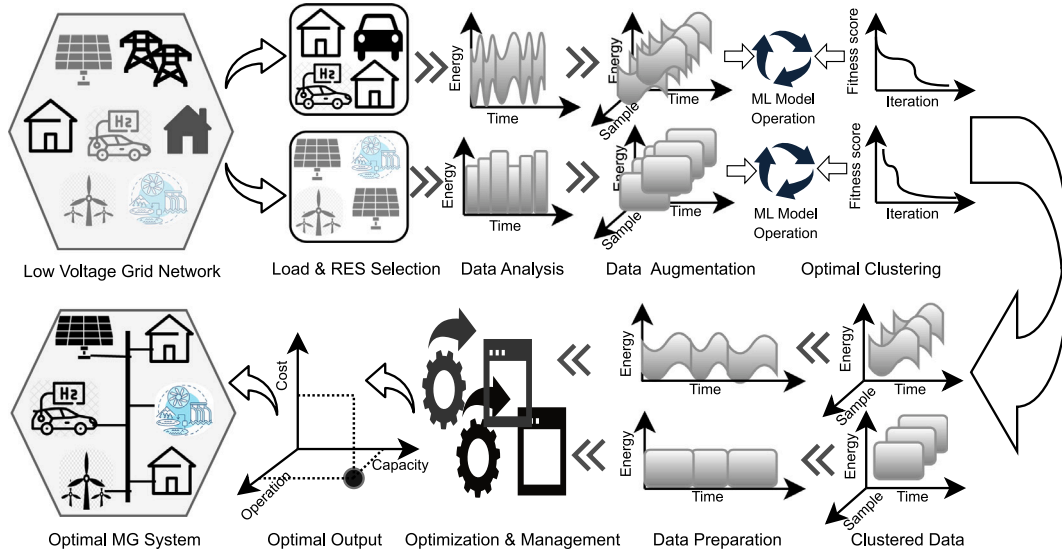 H2
Energy
Time
Energy
Sample
Time
ML Model
Operation
Fitness score
Iteration
H2
Energy
Time
Energy
Sample
Time
ML Model
Operation
Fitness score
Iteration
Low Voltage Grid Network
Load & RES Selection
Data Analysis
Data Augmentation
Optimal Clustering
H2
Cost
Capacity
Operation
Energy
Time
Energy
Sample
Time
Energy
Time
Energy
Sample
Time
Optimal MG System
Optimal Output
Optimization & Management
Data Preparation
Clustered Data